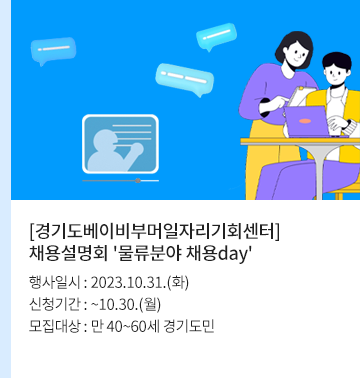 [경기도베이비부머일자리기회센터]
채용설명회 '물류분야 채용day'
행사일시 : 2023.10.31.(화)
신청기간 : ~10.30.(월)
모집대상 : 만 40~60세 경기도민